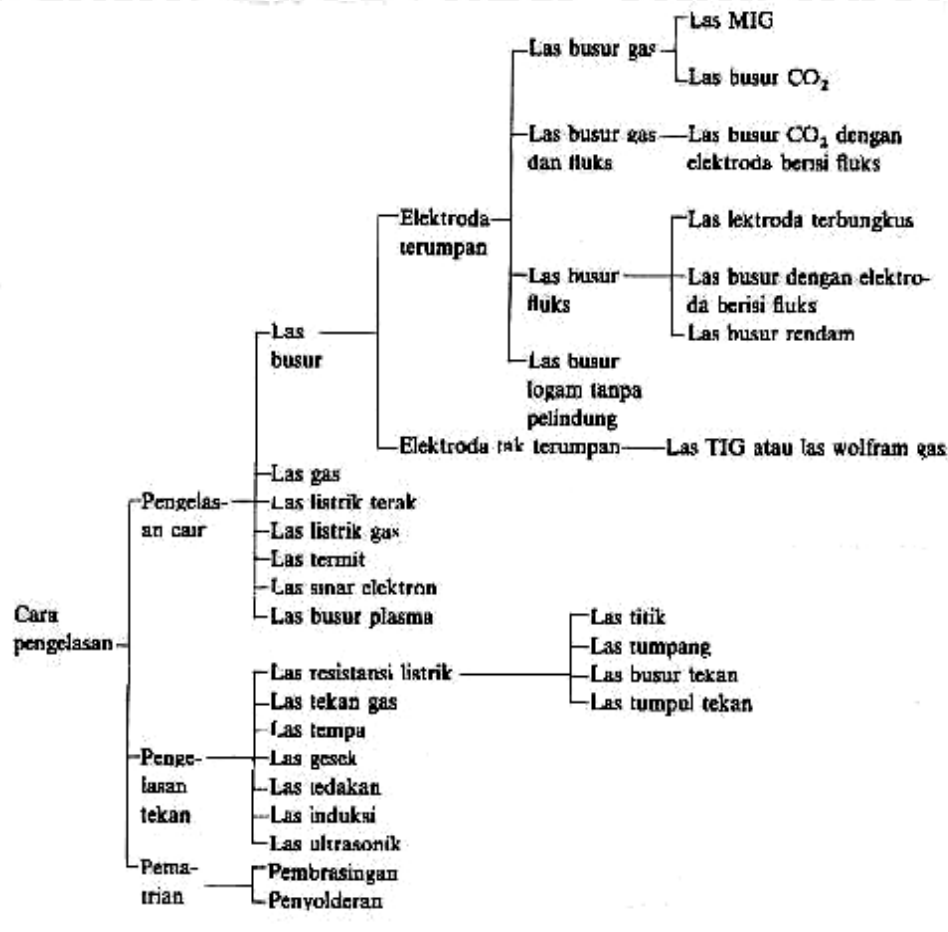 Las MIG
Las busur gas
Las busur CO₂
Las busur gas
dan fluks
Las busur CO₂ dengan
elektroda berisi fluks
Elektroda
terumpan
Las lektroda terbungkus
Las busur
fluks
Las busur dengan elektro-
da berisi fluks
Las busur rendam
Las
busur
Las busur
logam tanpa
pelindung
Elektroda tak terumpan
Las TIG atau las wolfram gas
Pengelas-
an cair
Las gas
Las listrik terak
Las listrik gas
Las termit
Las sinar elektron
Las busur plasma
Cara
pengelasan
Las resistansi listrik
Las titik
Las tumpang
Las busur tekan
Las tumpul tekan
Las tekan gas
Las tempa
Penge-
lasan
tekan
Las gesek
Las ledakan
Las induksi
Las ultrasonik
Pema-
trian
Pembrasingan
Penyolderan